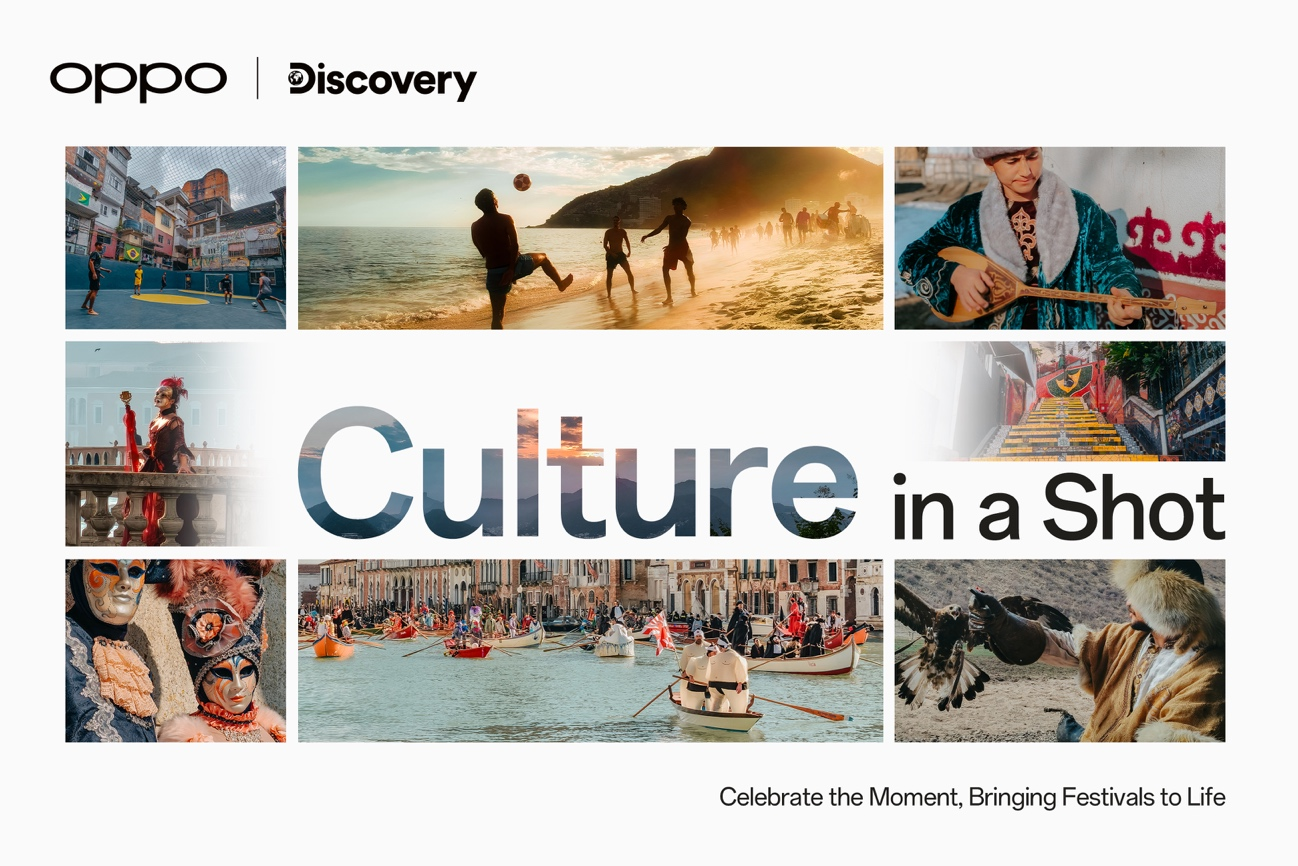 oppo | Discovery
Culture in a Shot
Celebrate the Moment, Bringing Festivals to Life